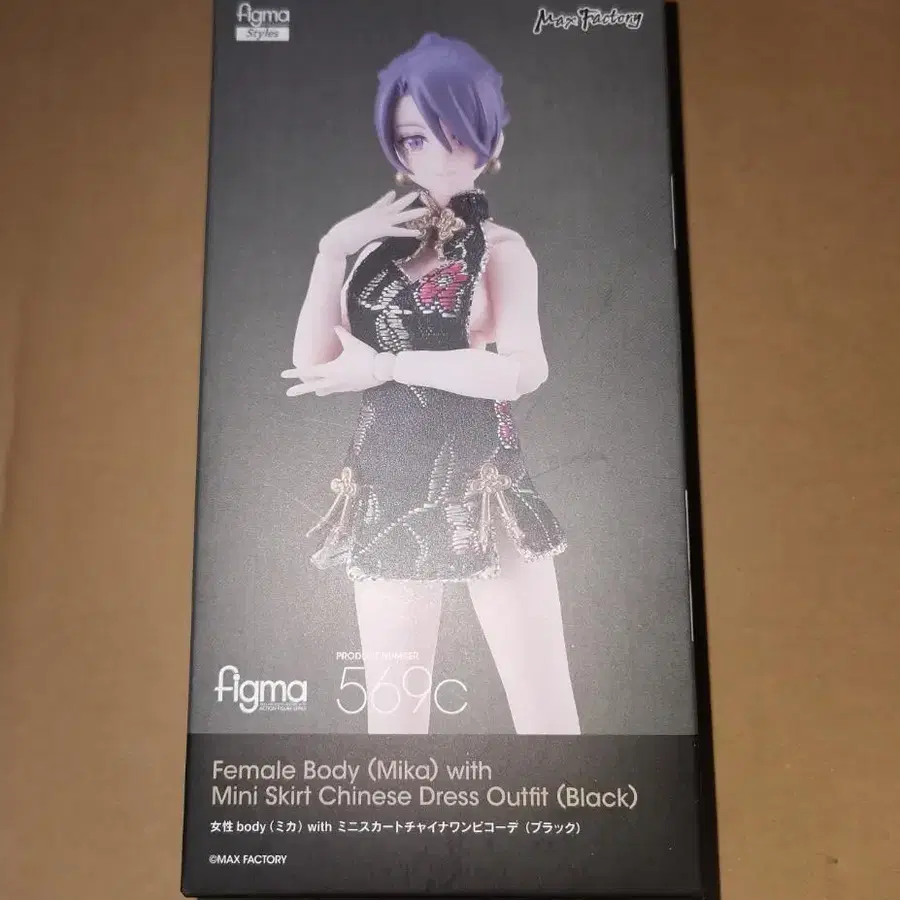 figma
Styles
Max Factory
PRODUCT NUMBER
figma
569c
Female Body (Mika) with
Mini Skirt Chinese Dress Outfit (Black)
女性body（ミカ）with ミニスカートチャイナワンピコーデ（ブラック）
©MAX FACTORY